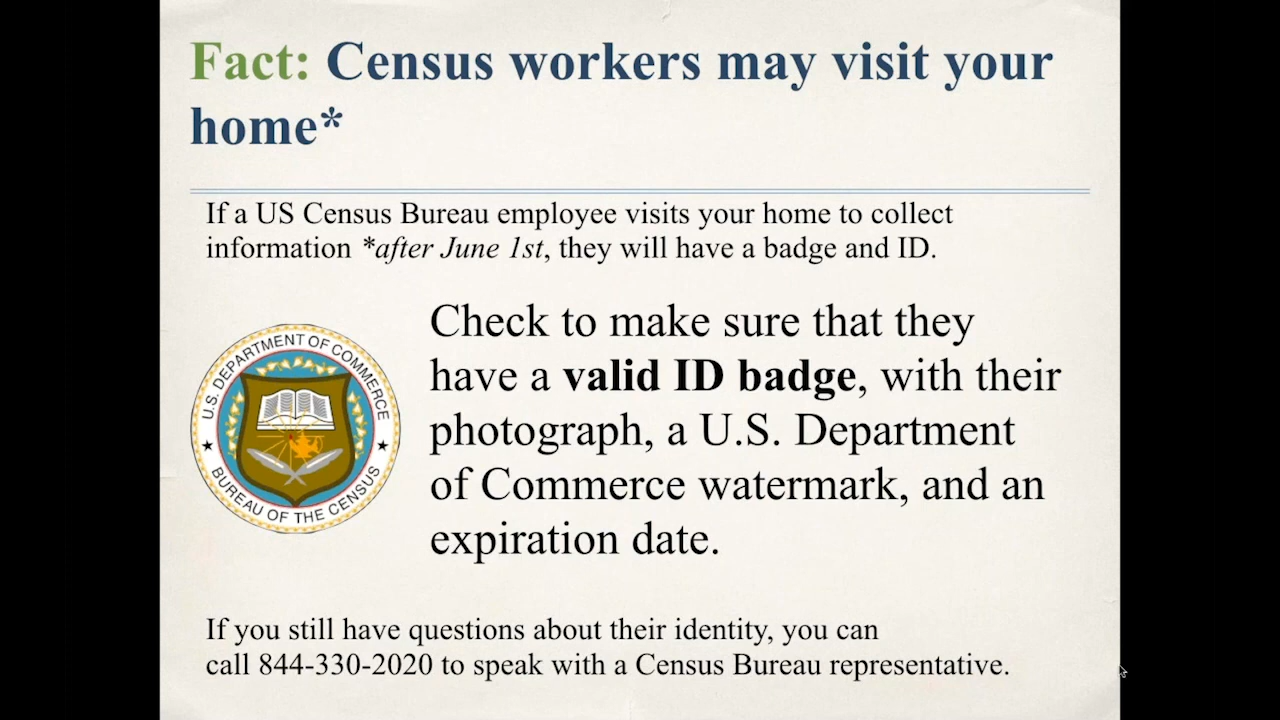 Fact: Census workers may visit your
home*
If a US Census Bureau employee visits your home to collect
information *after June 1st, they will have a badge and ID.
Check to make sure that they
have a valid ID badge, with their
photograph, a U.S. Department
of Commerce watermark, and an
expiration date.
U.S. DEPARTMENT OF COMMERCE
BUREAU OF THE CENSUS
If you still have questions about their identity, you can
call 844-330-2020 to speak with a Census Bureau representative.